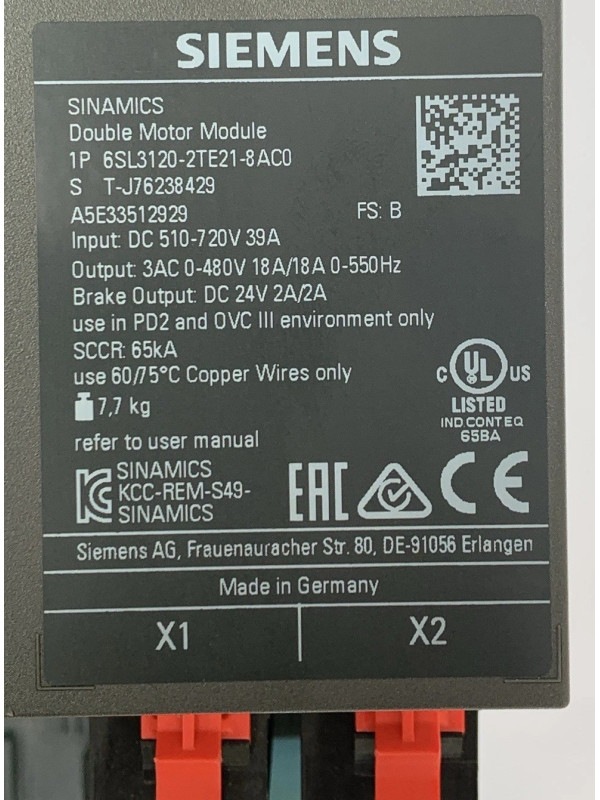 SIEMENS
SINAMICS
Double Motor Module
1P 6SL3120-2TE21-8AC0
S T-J76238429
A5E33512929 FS: B
Input: DC 510-720V 39A
Output: 3AC 0-480V 18A/18A 0-550Hz
Brake Output: DC 24V 2A/2A
use in PD2 and OVC III environment only
SCCR: 65kA
use 60/75°C Copper Wires only
C UL US
LISTED
7,7 kg
IND.CONT.EQ
65BA
refer to user manual
SINAMICS
KCC-REM-S49-
SINAMICS
EAC CE
Siemens AG, Frauenauracher Str. 80, DE-91056 Erlangen
Made in Germany
X1 X2